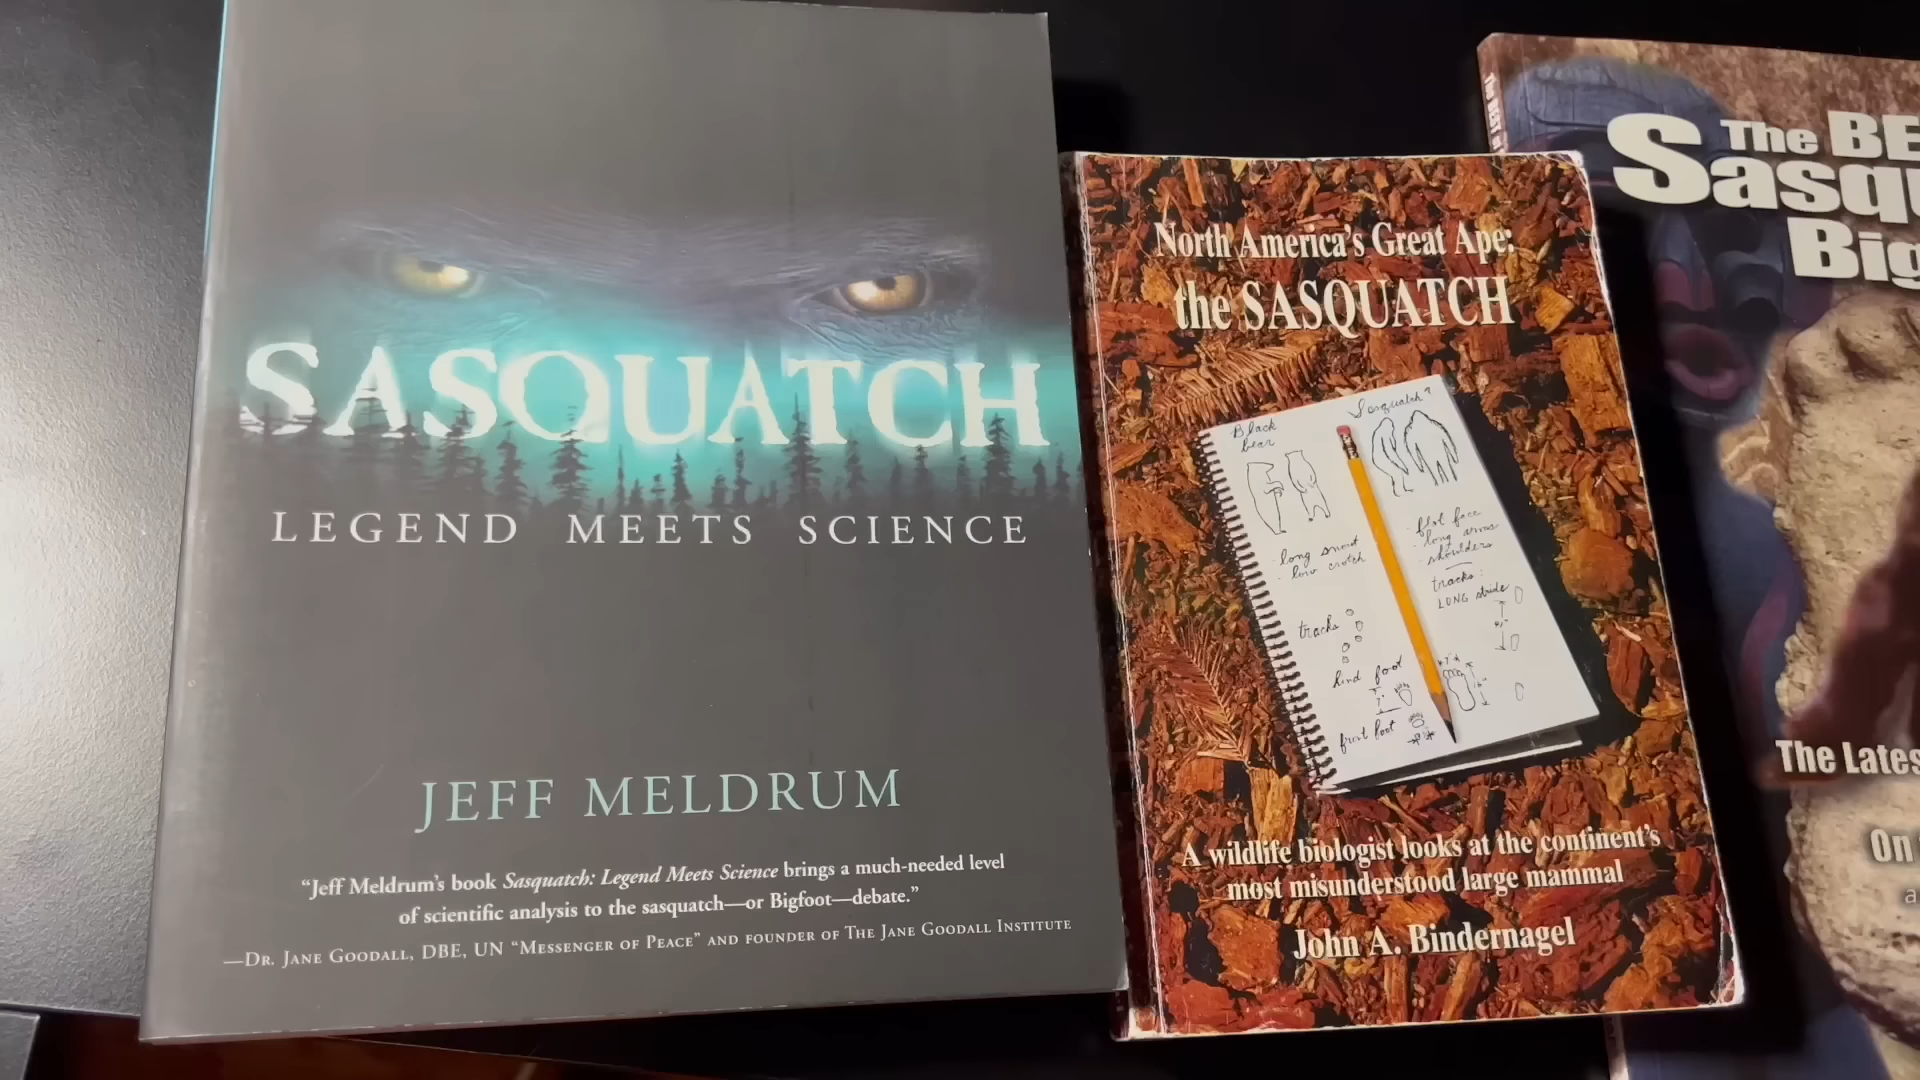 SASQUATCH
LEGEND MEETS SCIENCE
JEFF MELDRUM
“Jeff Meldrum’s book Sasquatch: Legend Meets Science brings a much-needed level
of scientific analysis to the sasquatch—or Bigfoot—debate.”
—DR. JANE GOODALL, DBE, UN “MESSENGER OF PEACE” AND FOUNDER OF THE JANE GOODALL INSTITUTE
North America’s Great Ape:
the SASQUATCH
Black
bear
long snout
low crotch
tracks
hind foot
7"
front foot
Sasquatch?
flat face
long arms
shoulders
tracks:
LONG stride
A wildlife biologist looks at the continent’s
most misunderstood large mammal
John A. Bindernagel
The BE
Sasqu
Big
The Lates
On
a